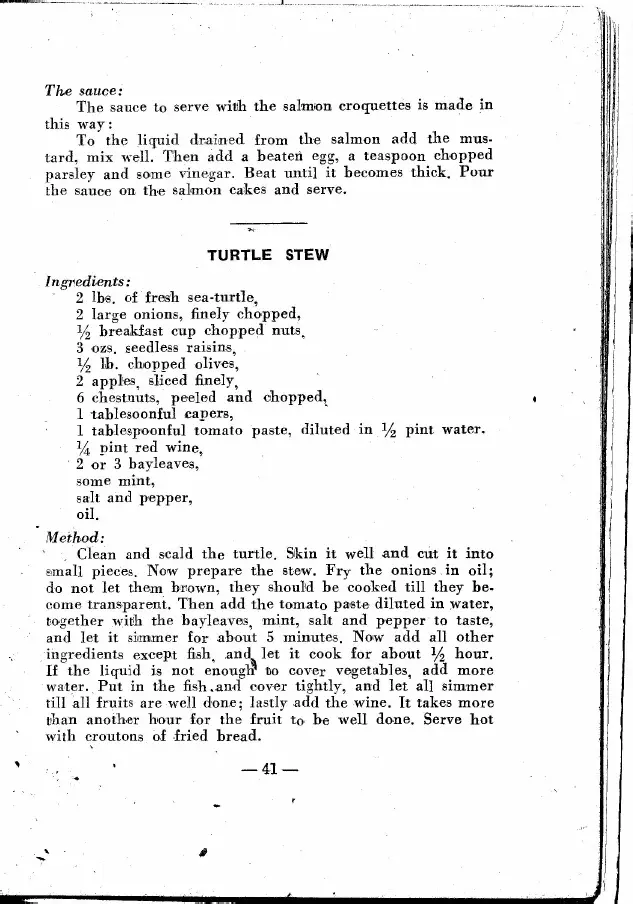 The sauce:
The sauce to serve with the salmon croquettes is made in
this way:
To the liquid drained from the salmon add the mus-
tard, mix well. Then add a beaten egg, a teaspoon chopped
parsley and some vinegar. Beat until it becomes thick. Pour
the sauce on the salmon cakes and serve.
TURTLE STEW
Ingredients:
2 lbs. of fresh sea-turtle,
2 large onions, finely chopped,
½ breakfast cup chopped nuts,
3 ozs. seedless raisins,
½ lb. chopped olives,
2 apples, sliced finely,
6 chestnuts, peeled and chopped,
1 tablesoonful capers,
1 tablespoonful tomato paste, diluted in ½ pint water.
¼ pint red wine,
2 or 3 bayleaves,
some mint,
salt and pepper,
oil.
Method:
Clean and scald the turtle. Skin it well and cut it into
small pieces. Now prepare the stew. Fry the onions in oil;
do not let them brown, they should be cooked till they be-
come transparent. Then add the tomato paste diluted in water,
together with the bayleaves, mint, salt and pepper to taste,
and let it simmer for about 5 minutes. Now add all other
ingredients except fish, and let it cook for about ½ hour.
If the liquid is not enough to cover vegetables, add more
water. Put in the fish and cover tightly, and let all simmer
till all fruits are well done; lastly add the wine. It takes more
than another hour for the fruit to be well done. Serve hot
with croutons of fried bread.
— 41 —